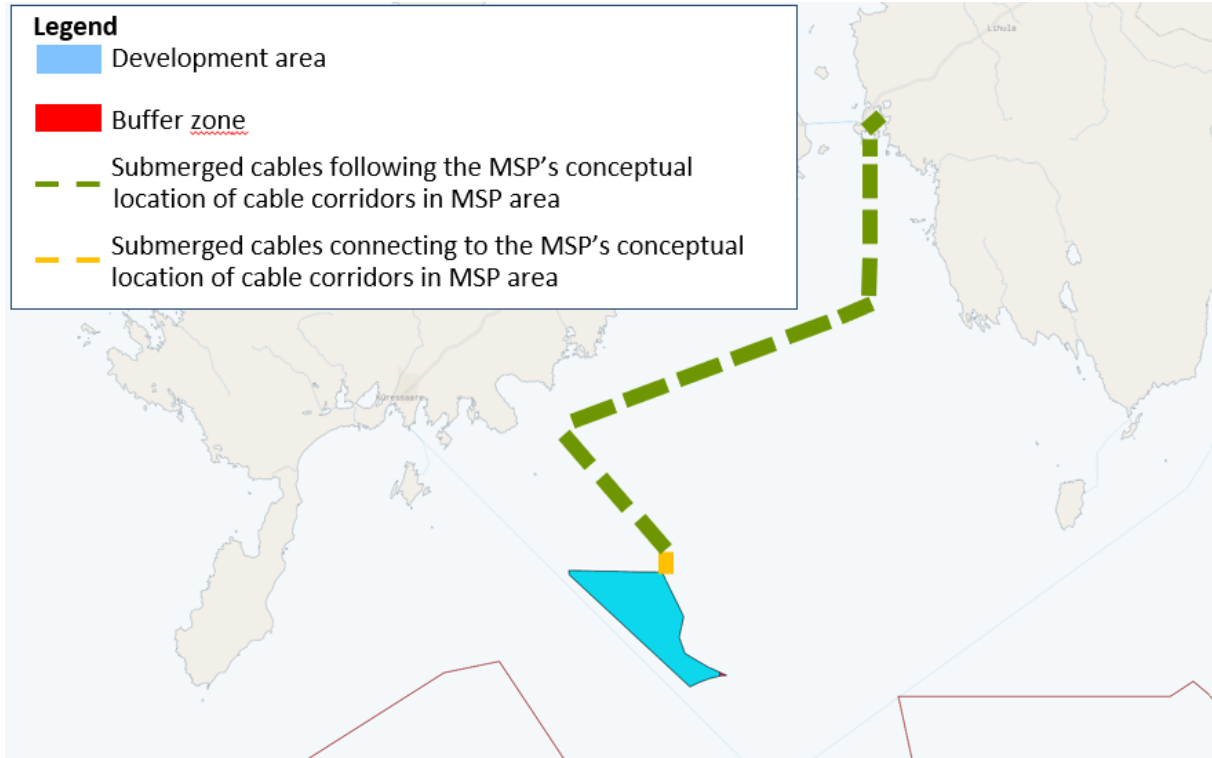 Legend
Development area
Buffer zone
Submerged cables following the MSP's conceptual
location of cable corridors in MSP area
Submerged cables connecting to the MSP's conceptual
location of cable corridors in MSP area
Lihula
Kuressaare